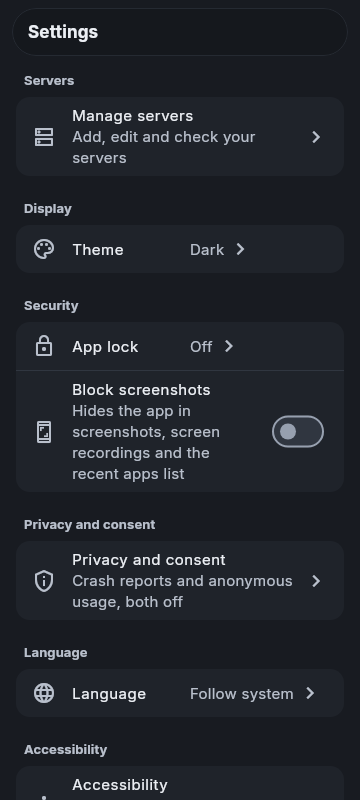 Settings
Servers
Manage servers
Add, edit and check your
servers
Display
Theme
Dark
Security
App lock
Off
Block screenshots
Hides the app in
screenshots, screen
recordings and the
recent apps list
Privacy and consent
Privacy and consent
Crash reports and anonymous
usage, both off
Language
Language
Follow system
Accessibility
Accessibility